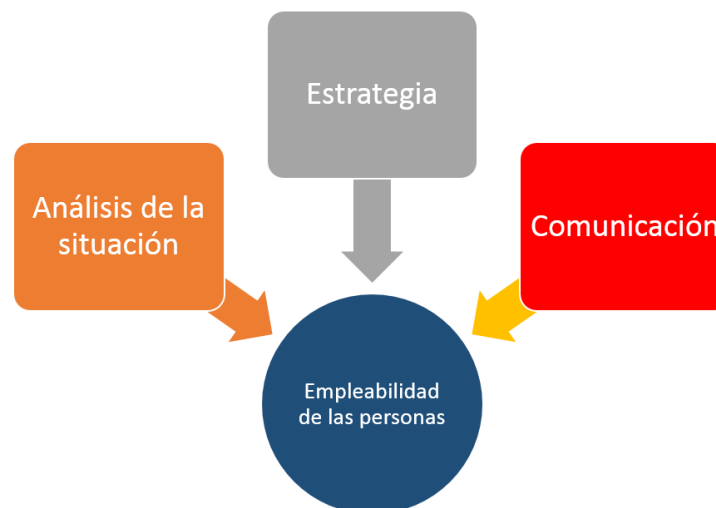 Estrategia
Análisis de la
situación
Comunicación
Empleabilidad
de las personas